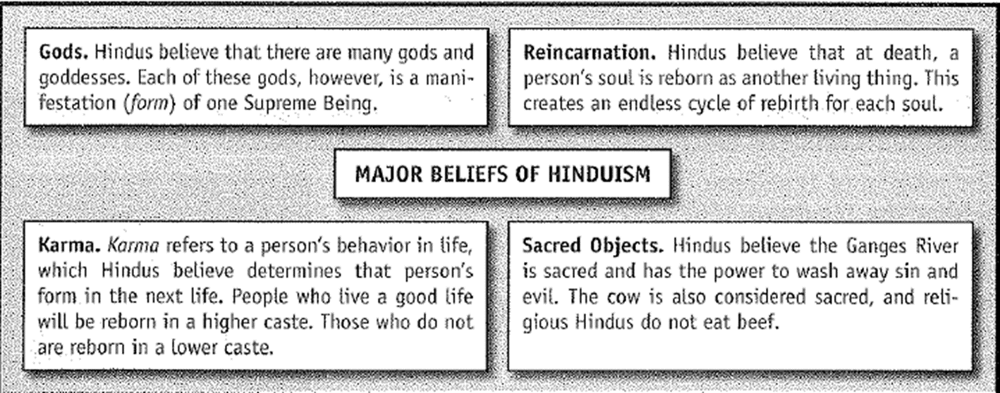 Gods. Hindus believe that there are many gods and
goddesses. Each of these gods, however, is a mani-
festation (form) of one Supreme Being.
Reincarnation. Hindus believe that at death, a
person's soul is reborn as another living thing. This
creates an endless cycle of rebirth for each soul.
MAJOR BELIEFS OF HINDUISM
Karma. Karma refers to a person's behavior in life,
which Hindus believe determines that person's
form in the next life. People who live a good life
will be reborn in a higher caste. Those who do not
are reborn in a lower caste.
Sacred Objects. Hindus believe the Ganges River
is sacred and has the power to wash away sin and
evil. The cow is also considered sacred, and reli-
gious Hindus do not eat beef.